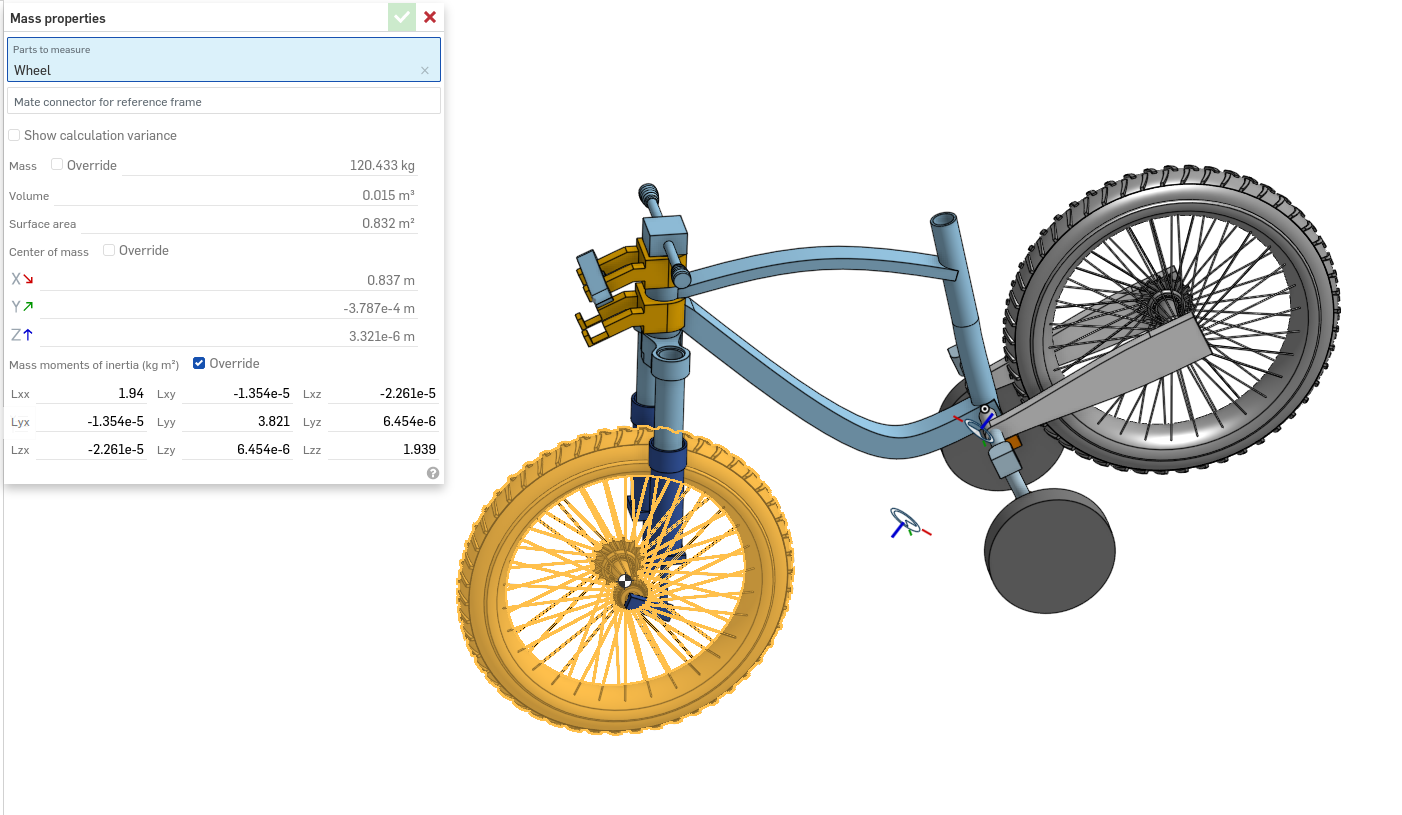 Mass properties
Parts to measure
Wheel
Mate connector for reference frame
Show calculation variance
Mass Override 120.433 kg
Volume 0.015 m³
Surface area 0.832 m²
Center of mass Override
X 0.837 m
Y -3.787e-4 m
Z 3.321e-6 m
Mass moments of inertia (kg m²) Override
Lxx 1.94 Lxy -1.354e-5 Lxz -2.261e-5
Lyx -1.354e-5 Lyy 3.821 Lyz 6.454e-6
Lzx -2.261e-5 Lzy 6.454e-6 Lzz 1.939